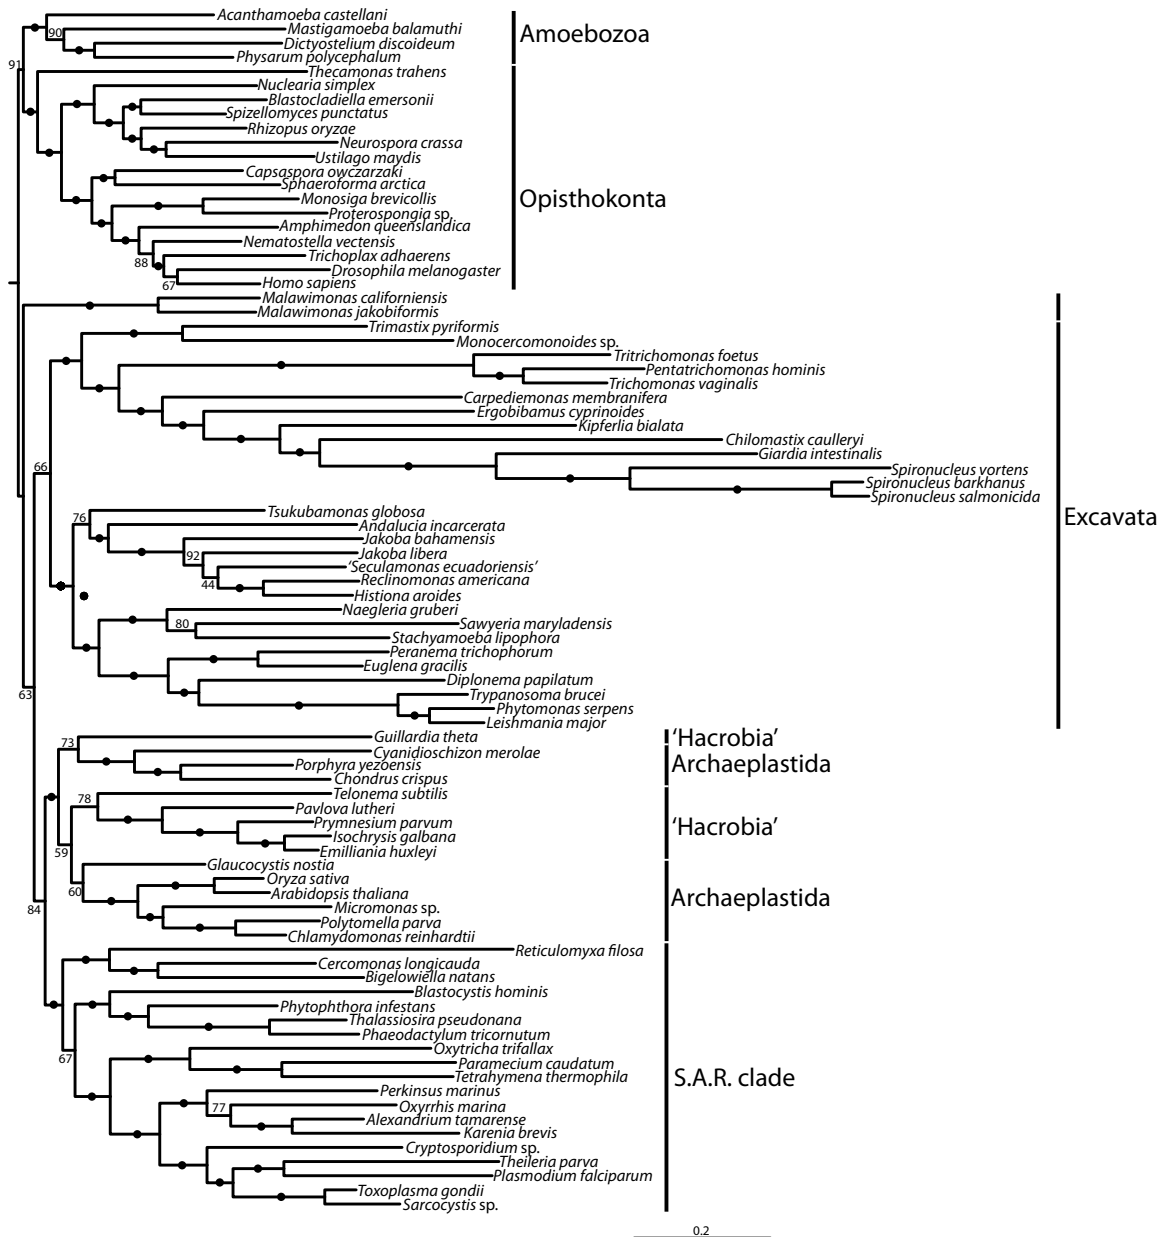 Acanthamoeba castellani
90
Mastigamoeba balamuthi
Amoebozoa
Dictyostelium discoideum
Physarum polycephalum
91
Thecamonas trahens
Nuclearia simplex
Blastocladiella emersonii
Spizellomyces punctatus
Rhizopus oryzae
Neurospora crassa
Ustilago maydis
Capsaspora owczarzaki
Sphaeroforma arctica
Opisthokonta
Monosiga brevicollis
Proterospongia sp.
Amphimedon queenslandica
Nematostella vectensis
Trichoplax adhaerens
88
Drosophila melanogaster
67
Homo sapiens
Malawimonas californiensis
Malawimonas jakobiformis
Trimastix pyriformis
Monocercomonoides sp.
Tritrichomonas foetus
Pentatrichomonas hominis
Trichomonas vaginalis
Carpediemonas membranifera
Ergobibamus cyprinoides
Kipferlia bialata
Chilomastix caulleryi
Giardia intestinalis
66
Spironucleus vortens
Spironucleus barkhanus
Spironucleus salmonicida
Excavata
Tsukubamonas globosa
76
Andalucia incarcerata
Jakoba bahamensis
92
Jakoba libera
'Seculamonas ecuadoriensis'
44
Reclinomonas americana
Histiona aroides
Naegleria gruberi
80
Sawyeria maryladensis
Stachyamoeba lipophora
Peranema trichophorum
Euglena gracilis
Diplonema papilatum
63
Trypanosoma brucei
Phytomonas serpens
Leishmania major
73
Guillardia theta
'Hacrobia'
Cyanidioschizon merolae
Archaeplastida
Porphyra yezoensis
Chondrus crispus
78
Telonema subtilis
Pavlova lutheri
Prymnesium parvum
'Hacrobia'
Isochrysis galbana
59
Emilliania huxleyi
Glaucocystis nostia
Oryza sativa
60
Arabidopsis thaliana
Archaeplastida
84
Micromonas sp.
Polytomella parva
Chlamydomonas reinhardtii
Reticulomyxa filosa
Cercomonas longicauda
Bigelowiella natans
Blastocystis hominis
Phytophthora infestans
Thalassiosira pseudonana
Phaeodactylum tricornutum
67
Oxytricha trifallax
Paramecium caudatum
Tetrahymena thermophila
S.A.R. clade
Perkinsus marinus
77
Oxyrrhis marina
Alexandrium tamarense
Karenia brevis
Cryptosporidium sp.
Theileria parva
Plasmodium falciparum
Toxoplasma gondii
Sarcocystis sp.
0.2